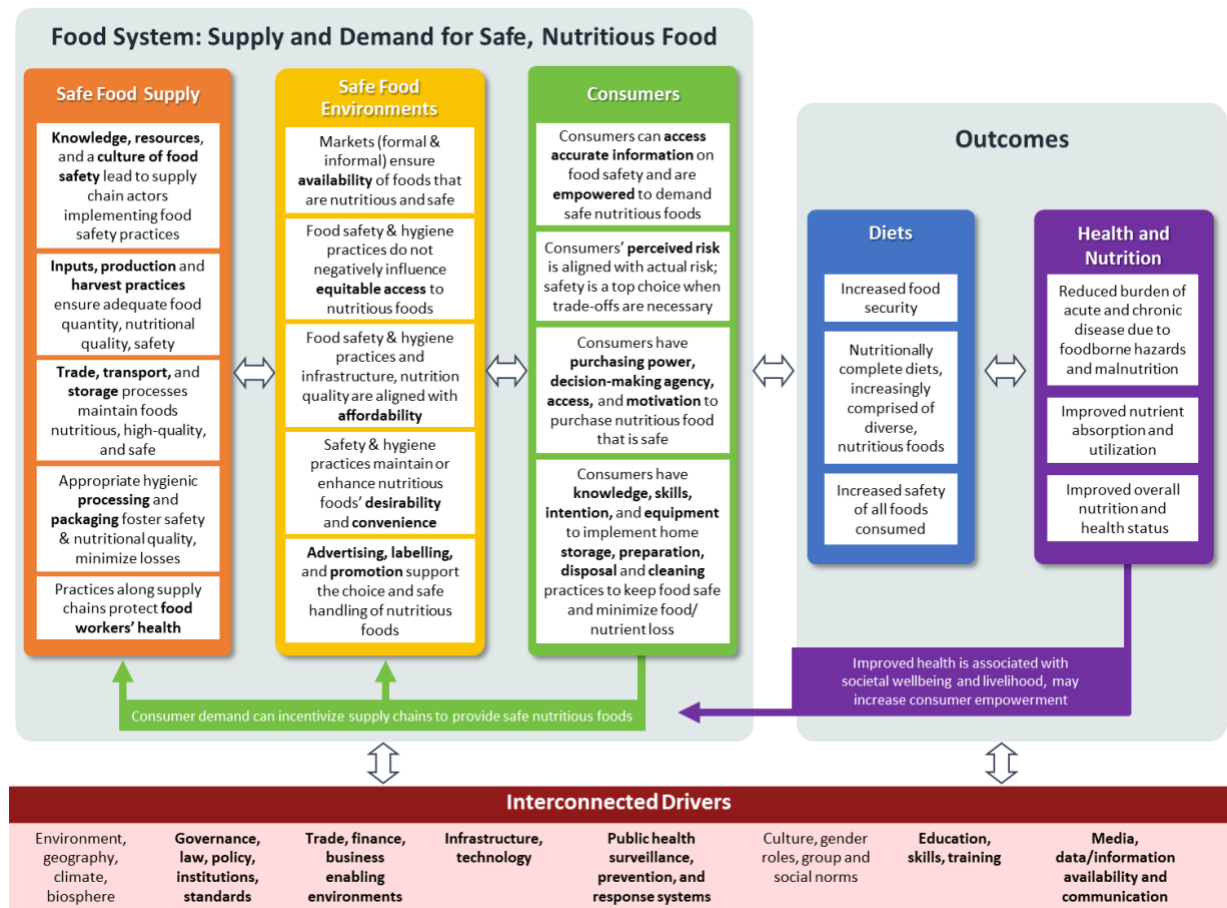 Food System: Supply and Demand for Safe, Nutritious Food
Safe Food Supply
Knowledge, resources,
and a culture of food
safety lead to supply
chain actors
implementing food
safety practices
Inputs, production and
harvest practices
ensure adequate food
quantity, nutritional
quality, safety
Trade, transport, and
storage processes
maintain foods
nutritious, high-quality,
and safe
Appropriate hygienic
processing and
packaging foster safety
& nutritional quality,
minimize losses
Practices along supply
chains protect food
workers' health
Safe Food
Environments
Markets (formal &
informal) ensure
availability of foods that
are nutritious and safe
Food safety & hygiene
practices do not
negatively influence
equitable access to
nutritious foods
Food safety & hygiene
practices and
infrastructure, nutrition
quality are aligned with
affordability
Safety & hygiene
practices maintain or
enhance nutritious
foods' desirability
and convenience
Advertising, labelling,
and promotion support
the choice and safe
handling of nutritious
foods
Consumers
Consumers can access
accurate information on
food safety and are
empowered to demand
safe nutritious foods
Consumers' perceived risk
is aligned with actual risk;
safety is a top choice when
trade-offs are necessary
Consumers have
purchasing power,
decision-making agency,
access, and motivation to
purchase nutritious food
that is safe
Consumers have
knowledge, skills,
intention, and equipment
to implement home
storage, preparation,
disposal and cleaning
practices to keep food safe
and minimize food/
nutrient loss
Consumer demand can incentivize supply chains to provide safe nutritious foods
Outcomes
Diets
Increased food
security
Nutritionally
complete diets,
increasingly
comprised of
diverse,
nutritious foods
Increased safety
of all foods
consumed
Health and
Nutrition
Reduced burden of
acute and chronic
disease due to
foodborne hazards
and malnutrition
Improved nutrient
absorption and
utilization
Improved overall
nutrition and
health status
Improved health is associated with
societal wellbeing and livelihood, may
increase consumer empowerment
Interconnected Drivers
Environment,
geography,
climate,
biosphere
Governance,
law, policy,
institutions,
standards
Trade, finance,
business
enabling
environments
Infrastructure,
technology
Public health
surveillance,
prevention, and
response systems
Culture, gender
roles, group and
social norms
Education,
skills, training
Media,
data/information
availability and
communication